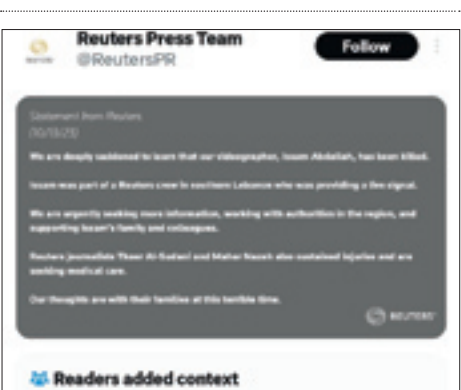 Reuters Press Team
@ReutersPR
Follow
REUTERS
Statement from Reuters
(10/13/23)
We are deeply saddened to learn that our videographer, Issam Abdallah, has been killed.
Issam was part of a Reuters crew in southern Lebanon who was providing a live signal.
We are urgently seeking more information, working with authorities in the region, and
supporting Issam's family and colleagues.
Reuters journalists Thaer Al-Sudani and Maher Nazeh also sustained injuries and are
seeking medical care.
Our thoughts are with their families at this terrible time.
REUTERS
Readers added context